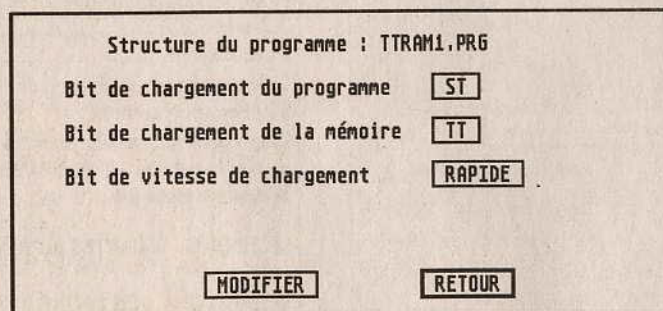 Structure du programme : TTRAM1.PRG
Bit de chargement du programme ST
Bit de chargement de la mémoire TT
Bit de vitesse de chargement RAPIDE
MODIFIER RETOUR